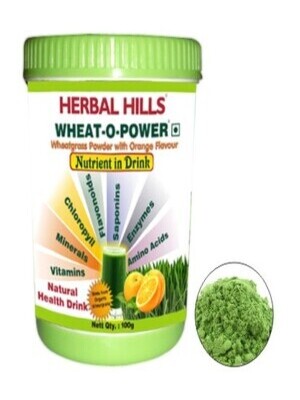 HERBAL HILLS®
WHEAT-O-POWER
Wheatgrass Powder with Orange Flavour
Nutrient in Drink
Vitamins
Minerals
Chlorophyll
Flavonoids
Saponins
Enzymes
Amino Acids
Natural
Health Drink
Nett Qty. : 100g